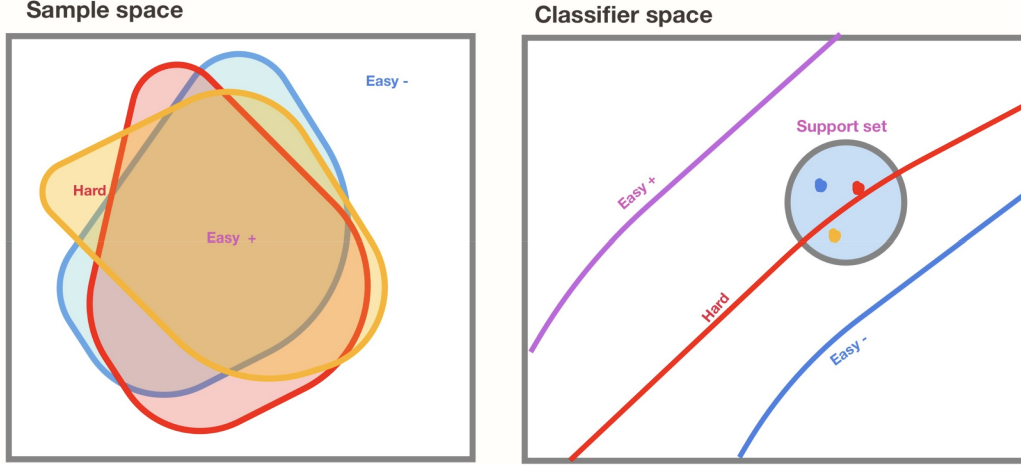 Sample space
Easy -
Hard
Easy +
Classifier space
Support set
Easy +
Hard
Easy -